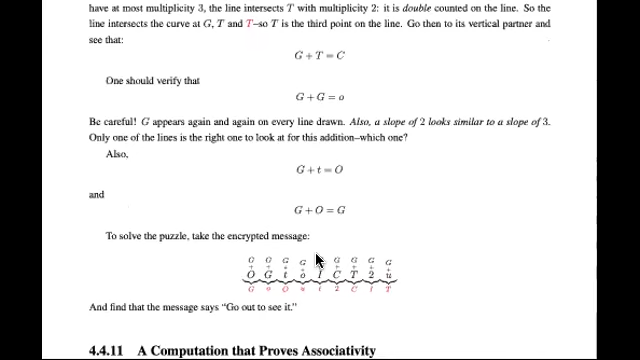 have at most multiplicity 3, the line intersects T with multiplicity 2: it is double counted on the line. So the
line intersects the curve at G, T and T–so T is the third point on the line. Go then to its vertical partner and
see that:
G + T = C
One should verify that
G + G = o
Be careful! G appears again and again on every line drawn. Also, a slope of 2 looks similar to a slope of 3.
Only one of the lines is the right one to look at for this addition–which one?
Also,
G + t = O
and
G + O = G
To solve the puzzle, take the encrypted message:
G G G G G G G G
+ + + + + + + +
O G t o I C T 2 u
G o O u t 2 C I T
And find that the message says "Go out to see it."
4.4.11 A Computation that Proves Associativity